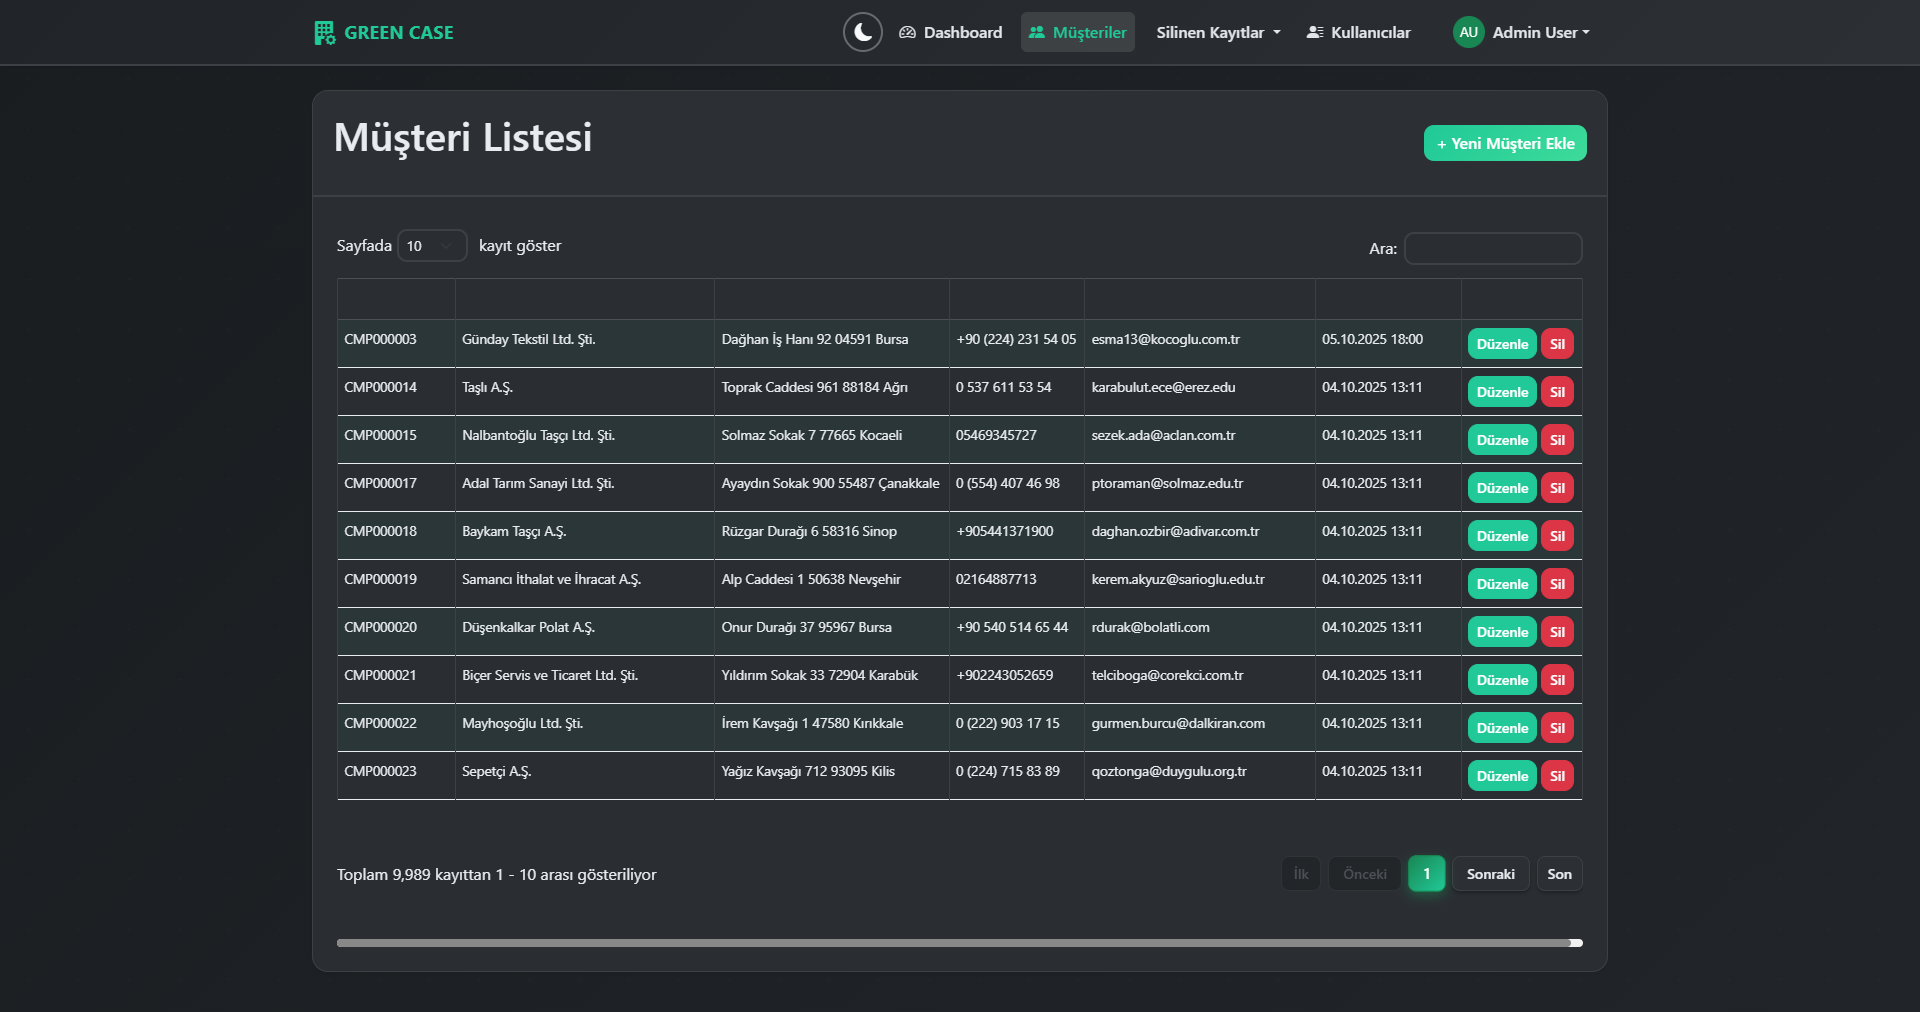 GREEN CASE
Dashboard
Müşteriler
Silinen Kayıtlar
Kullanıcılar
AU Admin User
Müşteri Listesi
+ Yeni Müşteri Ekle
Sayfada 10 kayıt göster
Ara:
CMP000003 Günday Tekstil Ltd. Şti. Dağhan İş Hanı 92 04591 Bursa +90 (224) 231 54 05 esma13@kocoglu.com.tr 05.10.2025 18:00 Düzenle Sil
CMP000014 Taşlı A.Ş. Toprak Caddesi 961 88184 Ağrı 0 537 611 53 54 karabulut.ece@erez.edu 04.10.2025 13:11 Düzenle Sil
CMP000015 Nalbantoğlu Taşçı Ltd. Şti. Solmaz Sokak 7 77665 Kocaeli 05469345727 sezek.ada@aclan.com.tr 04.10.2025 13:11 Düzenle Sil
CMP000017 Adal Tarım Sanayi Ltd. Şti. Ayaydın Sokak 900 55487 Çanakkale 0 (554) 407 46 98 ptoraman@solmaz.edu.tr 04.10.2025 13:11 Düzenle Sil
CMP000018 Baykam Taşçı A.Ş. Rüzgar Durağı 6 58316 Sinop +905441371900 daghan.ozbir@adivar.com.tr 04.10.2025 13:11 Düzenle Sil
CMP000019 Samancı İthalat ve İhracat A.Ş. Alp Caddesi 1 50638 Nevşehir 02164887713 kerem.akyuz@sarioglu.edu.tr 04.10.2025 13:11 Düzenle Sil
CMP000020 Düşenkalkar Polat A.Ş. Onur Durağı 37 95967 Bursa +90 540 514 65 44 rdurak@bolatli.com 04.10.2025 13:11 Düzenle Sil
CMP000021 Biçer Servis ve Ticaret Ltd. Şti. Yıldırım Sokak 33 72904 Karabük +902243052659 telciboga@corekci.com.tr 04.10.2025 13:11 Düzenle Sil
CMP000022 Mayhoşoğlu Ltd. Şti. İrem Kavşağı 1 47580 Kırıkkale 0 (222) 903 17 15 gurmen.burcu@dalkiran.com 04.10.2025 13:11 Düzenle Sil
CMP000023 Sepetçi A.Ş. Yağız Kavşağı 712 93095 Kilis 0 (224) 715 83 89 qoztonga@duygulu.org.tr 04.10.2025 13:11 Düzenle Sil
Toplam 9,989 kayıttan 1 - 10 arası gösteriliyor
İlk Önceki 1 Sonraki Son